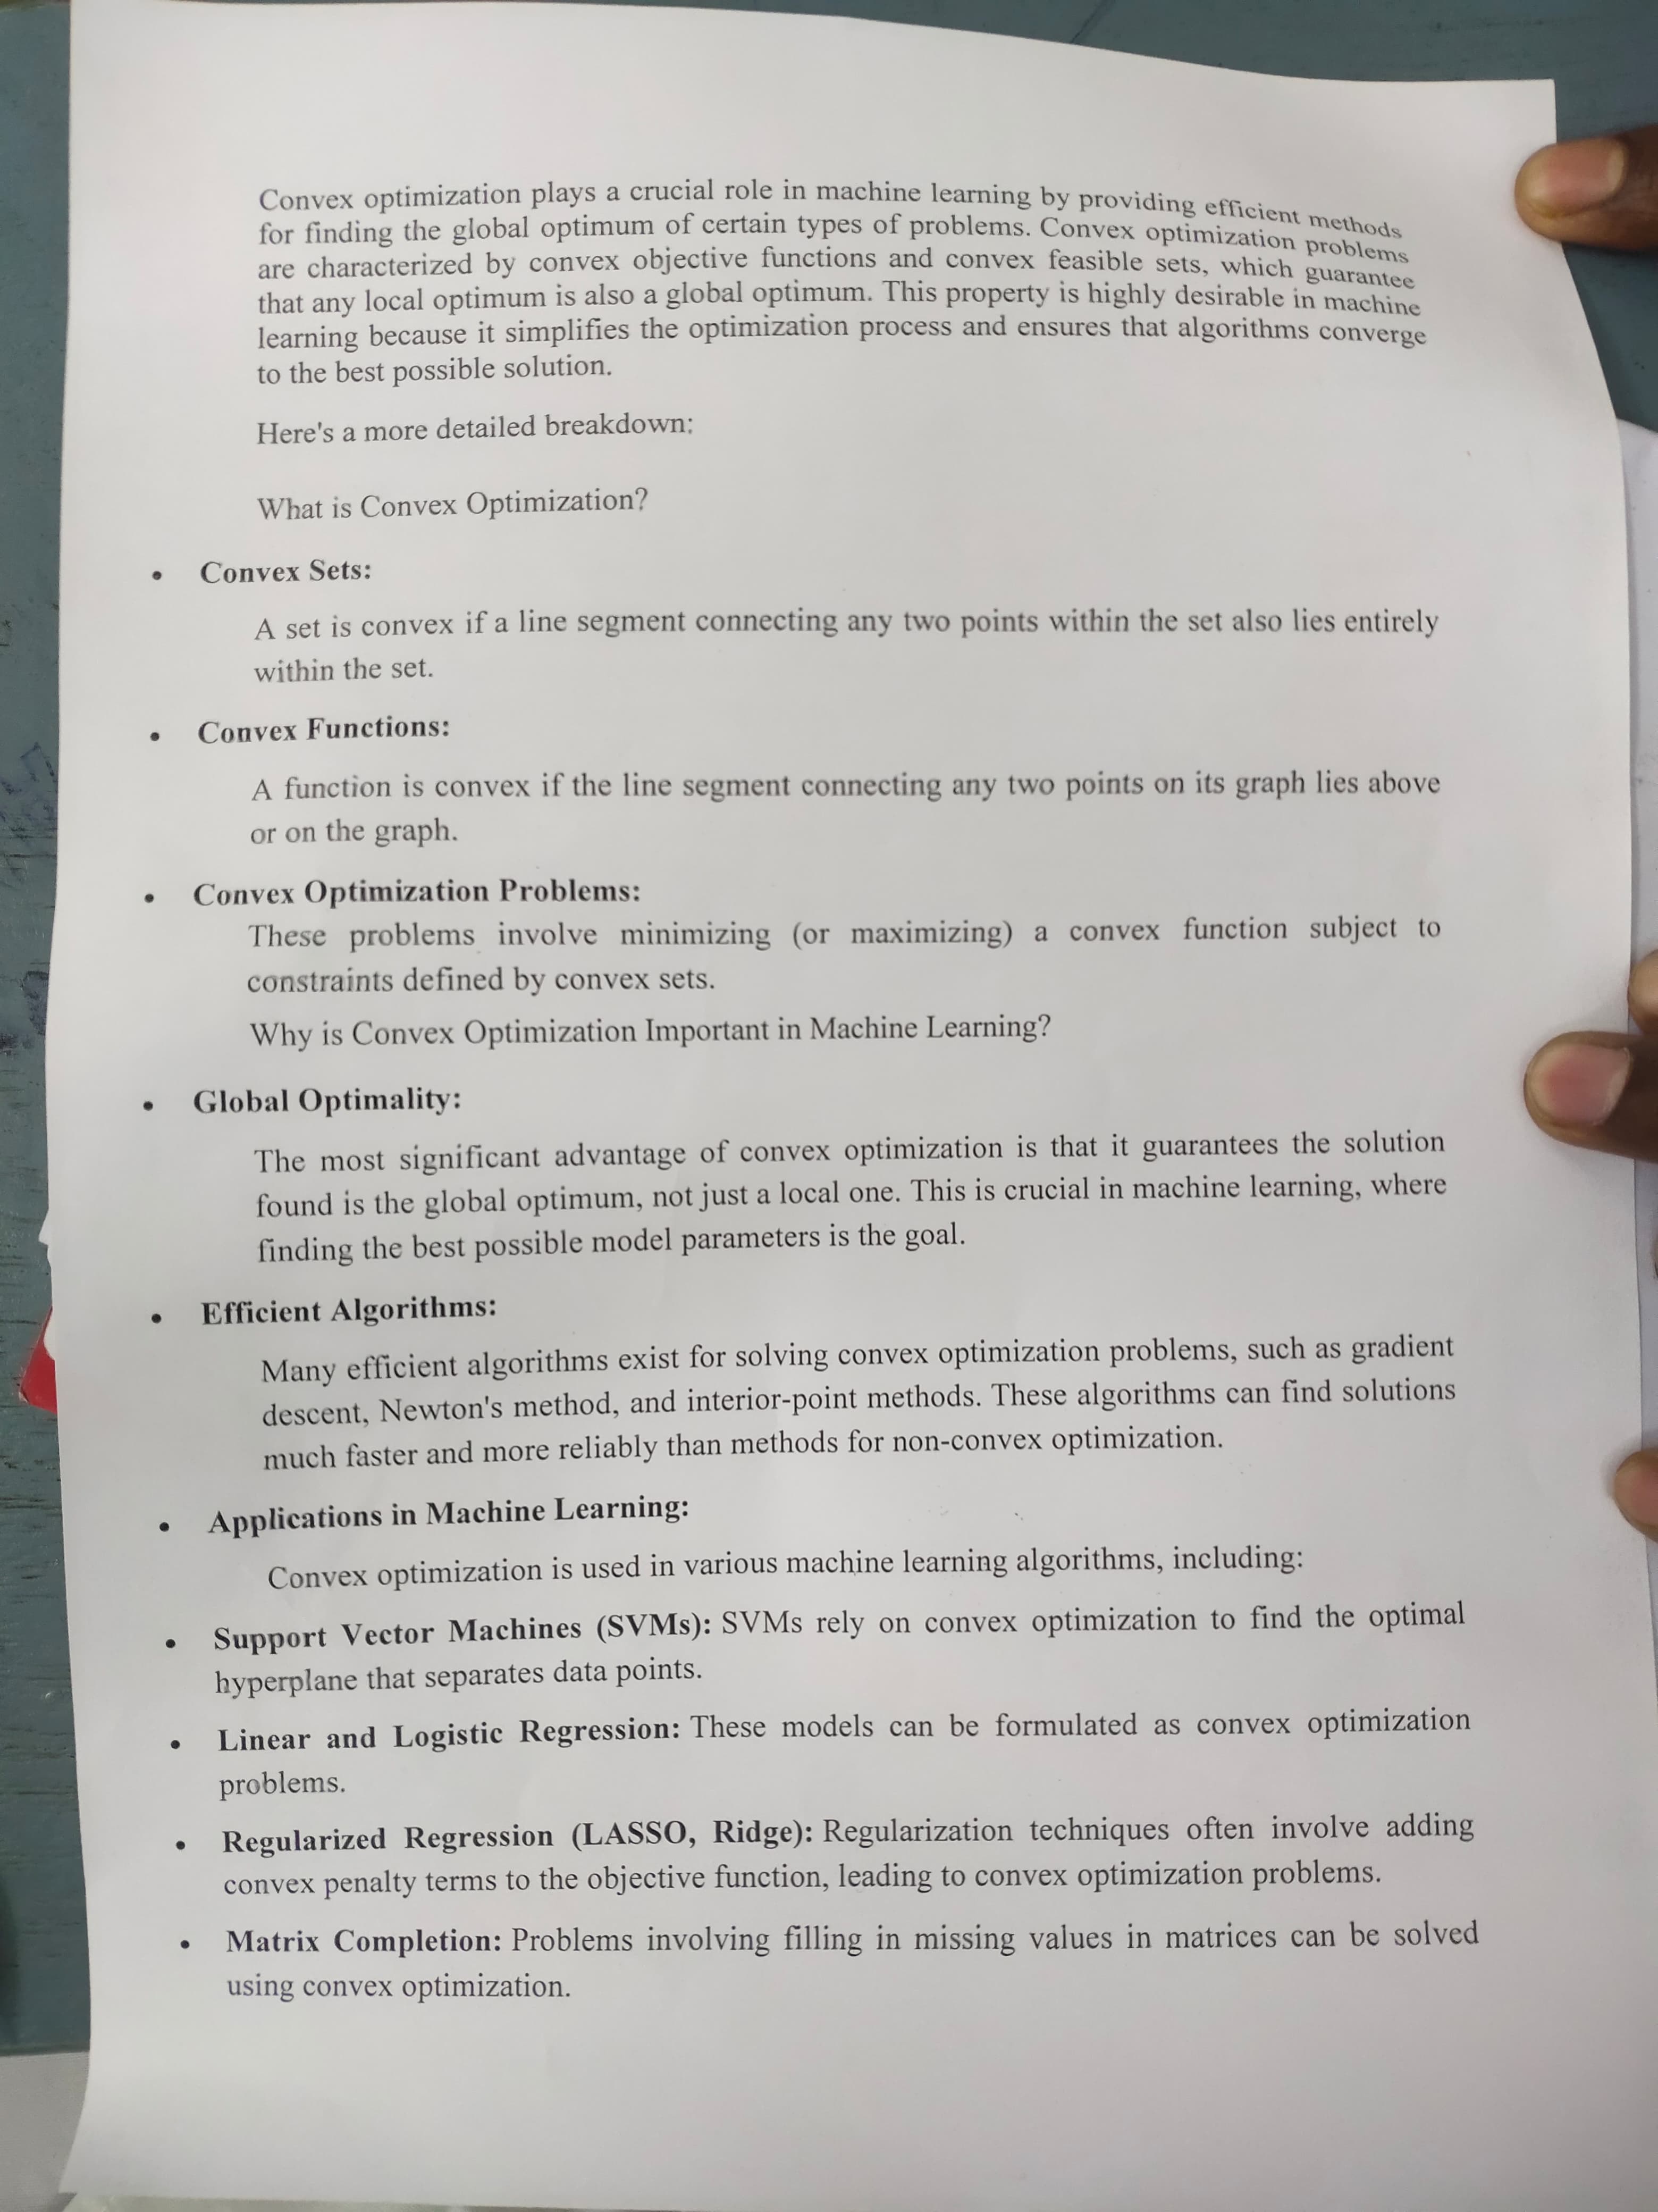 Convex optimization plays a crucial role in machine learning by providing efficient methods
for finding the global optimum of certain types of problems. Convex optimization problems
are characterized by convex objective functions and convex feasible sets, which guarantee
that any local optimum is also a global optimum. This property is highly desirable in machine
learning because it simplifies the optimization process and ensures that algorithms converge
to the best possible solution.
Here's a more detailed breakdown:
What is Convex Optimization?
• Convex Sets:
A set is convex if a line segment connecting any two points within the set also lies entirely
within the set.
• Convex Functions:
A function is convex if the line segment connecting any two points on its graph lies above
or on the graph.
• Convex Optimization Problems:
These problems involve minimizing (or maximizing) a convex function subject to
constraints defined by convex sets.
Why is Convex Optimization Important in Machine Learning?
• Global Optimality:
The most significant advantage of convex optimization is that it guarantees the solution
found is the global optimum, not just a local one. This is crucial in machine learning, where
finding the best possible model parameters is the goal.
• Efficient Algorithms:
Many efficient algorithms exist for solving convex optimization problems, such as gradient
descent, Newton's method, and interior-point methods. These algorithms can find solutions
much faster and more reliably than methods for non-convex optimization.
• Applications in Machine Learning:
Convex optimization is used in various machine learning algorithms, including:
• Support Vector Machines (SVMs): SVMs rely on convex optimization to find the optimal
hyperplane that separates data points.
• Linear and Logistic Regression: These models can be formulated as convex optimization
problems.
• Regularized Regression (LASSO, Ridge): Regularization techniques often involve adding
convex penalty terms to the objective function, leading to convex optimization problems.
• Matrix Completion: Problems involving filling in missing values in matrices can be solved
using convex optimization.